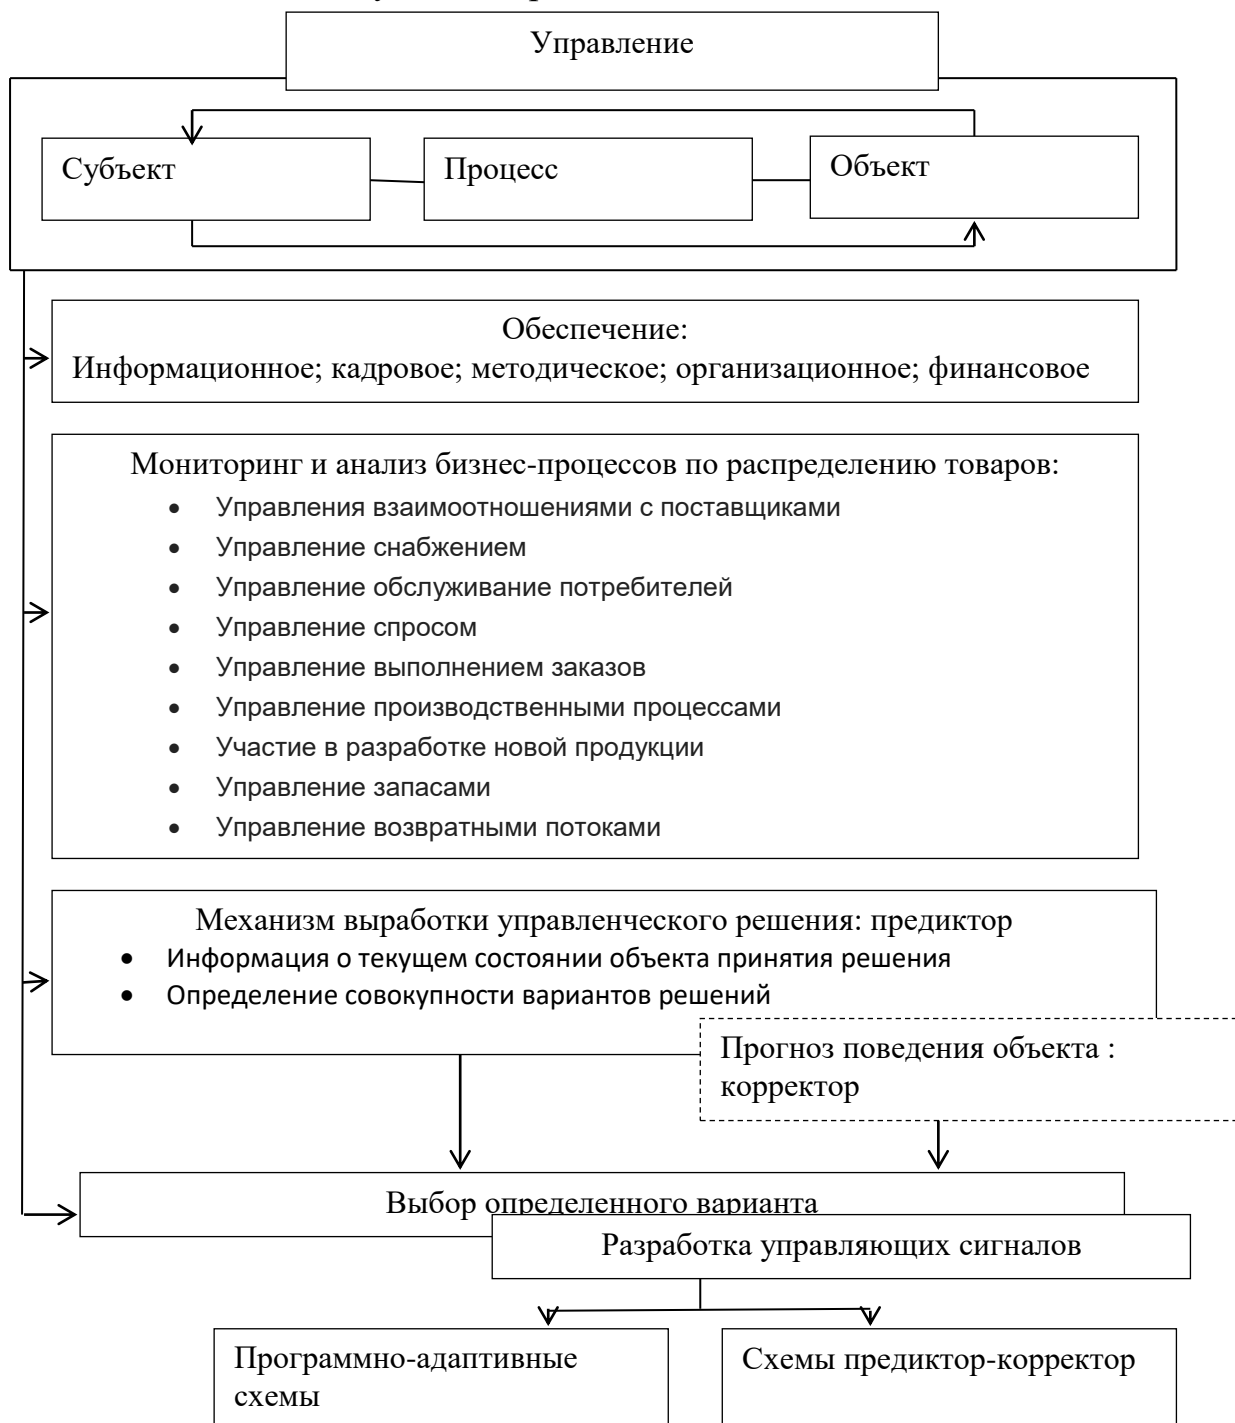 Управление
Субъект
Процесс
Объект
Обеспечение:
Информационное; кадровое; методическое; организационное; финансовое
Мониторинг и анализ бизнес-процессов по распределению товаров:
• Управления взаимоотношениями с поставщиками
• Управление снабжением
• Управление обслуживание потребителей
• Управление спросом
• Управление выполнением заказов
• Управление производственными процессами
• Участие в разработке новой продукции
• Управление запасами
• Управление возвратными потоками
Механизм выработки управленческого решения: предиктор
• Информация о текущем состоянии объекта принятия решения
• Определение совокупности вариантов решений
Прогноз поведения объекта :
корректор
Выбор определенного варианта
Разработка управляющих сигналов
Программно-адаптивные
схемы
Схемы предиктор-корректор